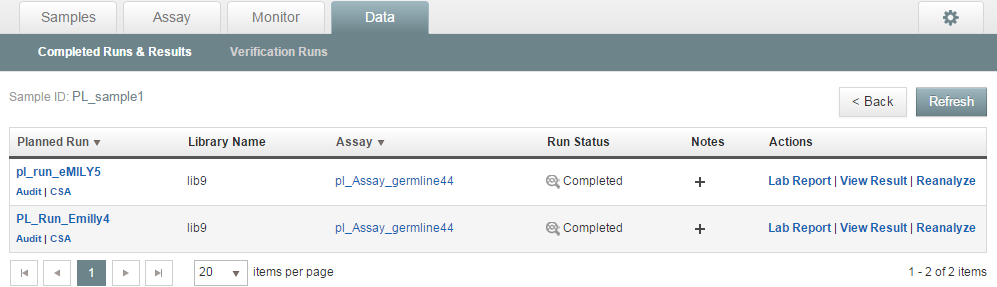 Samples Assay Monitor Data
Completed Runs & Results Verification Runs
Sample ID: PL_sample1
< Back Refresh
Planned Run Library Name Assay Run Status Notes Actions
pl_run_eMILY5
lib9 pl_Assay_germline44 Completed + Lab Report | View Result | Reanalyze
Audit | CSA
PL_Run_Emilly4
lib9 pl_Assay_germline44 Completed + Lab Report | View Result | Reanalyze
Audit | CSA
1 20 items per page 1 - 2 of 2 items